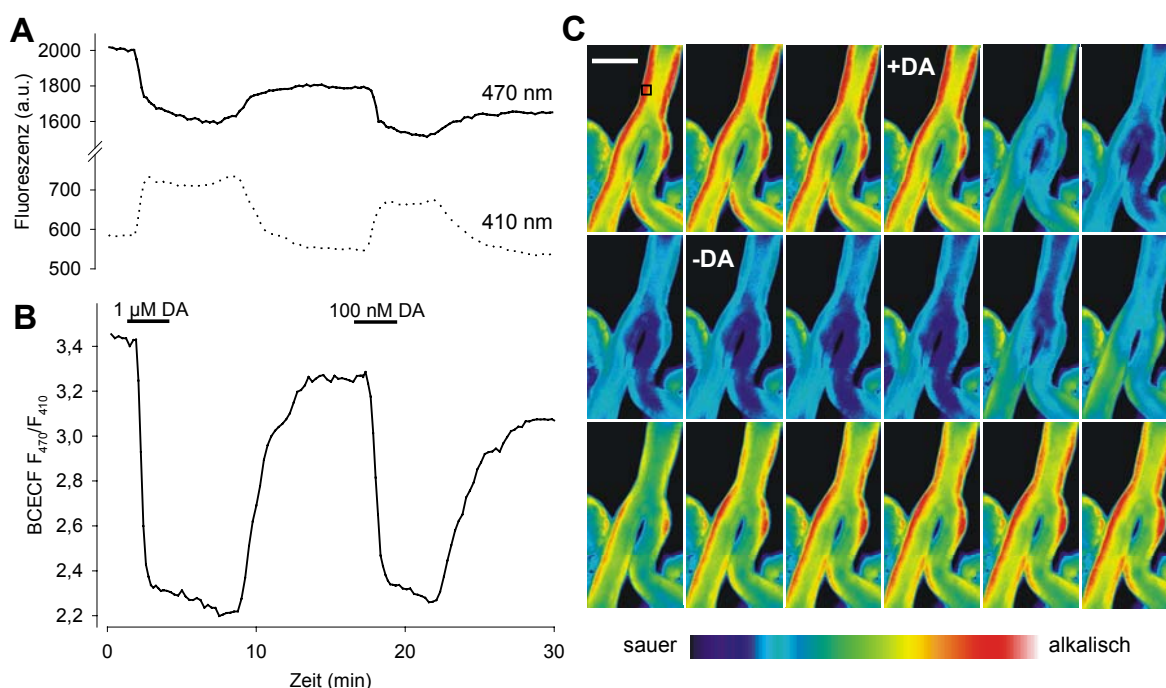 A
Fluoreszenz (a.u.)
2000
1800
1600
700
600
500
470 nm
410 nm
B
BCECF F470/F410
1 µM DA
100 nM DA
3,4
3,2
3,0
2,8
2,6
2,4
2,2
0
10
20
30
Zeit (min)
C
+DA
-DA
sauer
alkalisch